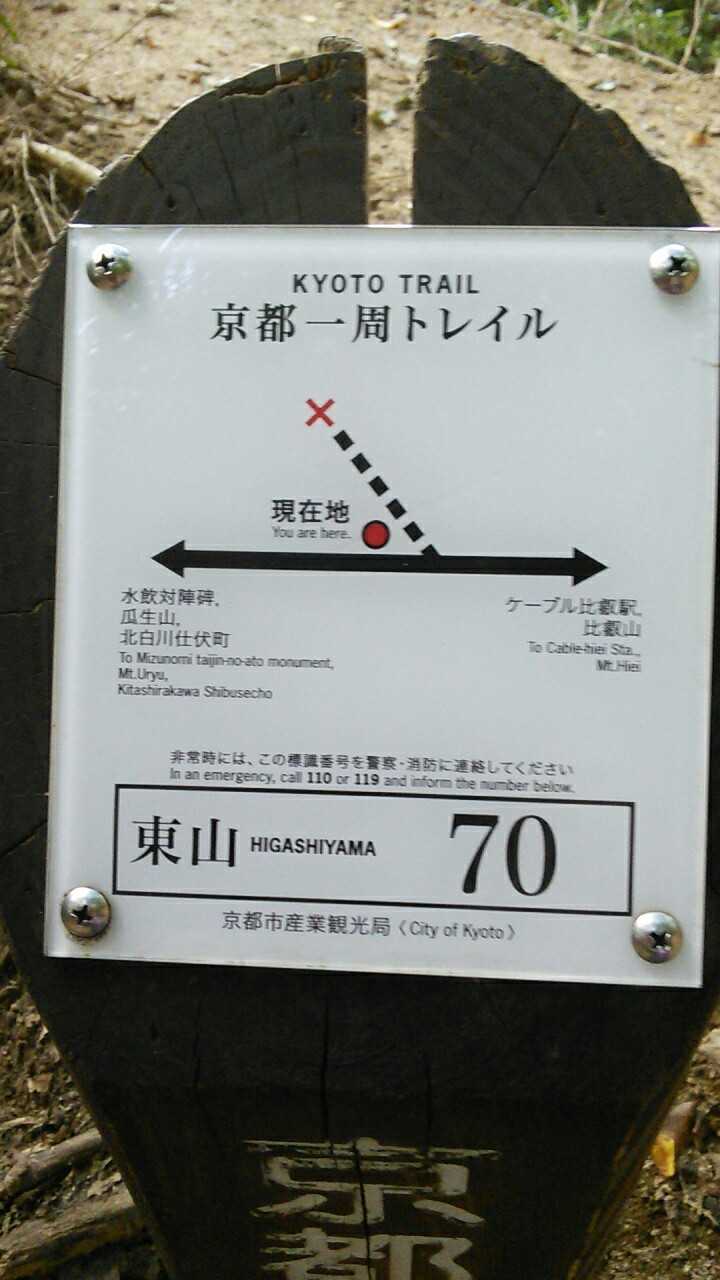 KYOTO TRAIL
京都一周トレイル
現在地
You are here.
水飲対陣碑,
瓜生山,
北白川仕伏町
To Mizunomi taijin-no-ato monument,
Mt.Uryu,
Kitashirakawa Shibusecho
ケーブル比叡駅,
比叡山
To Cable-hiei Sta.,
Mt.Hiei
非常時には、この標識番号を警察・消防に連絡してください
In an emergency, call 110 or 119 and inform the number below.
東山 HIGASHIYAMA 70
京都市産業観光局〈City of Kyoto〉
京都